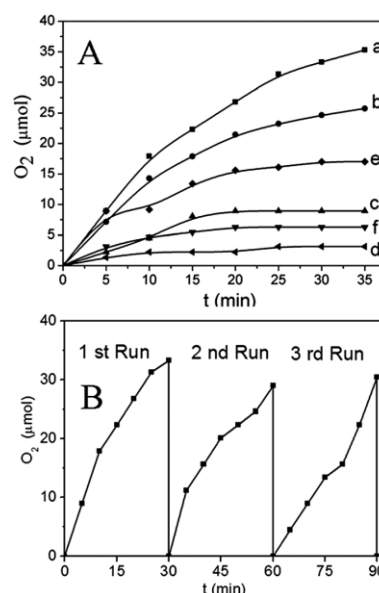 A
O2 (μmol)
40
35
30
25
20
15
10
5
0
a
b
e
c
f
d
0 5 10 15 20 25 30 35
t (min)
B
1 st Run 2 nd Run 3 rd Run
O2 (μmol)
40
30
20
10
0
0 15 30 45 60 75 90
t (min)